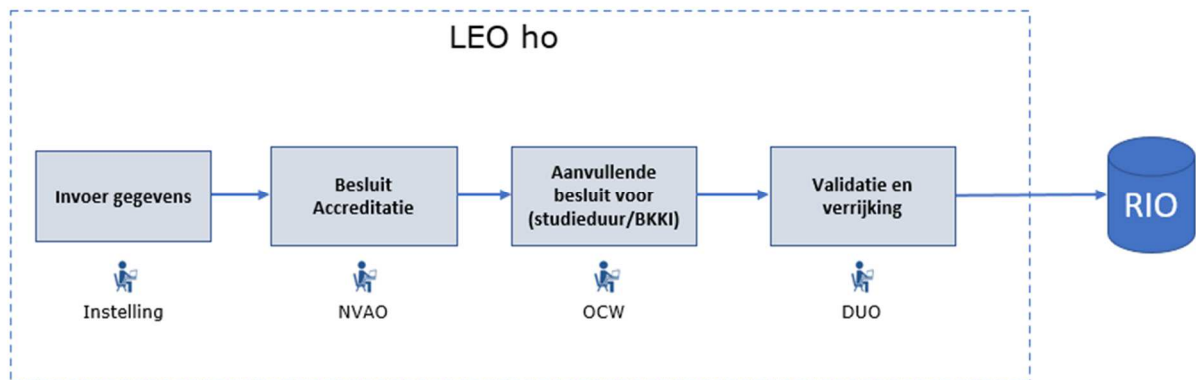 LEO ho
Invoer gegevens
Besluit
Accreditatie
Aanvullende
besluit voor
(studieduur/BKKI)
Validatie en
verrijking
RIO
Instelling
NVAO
OCW
DUO